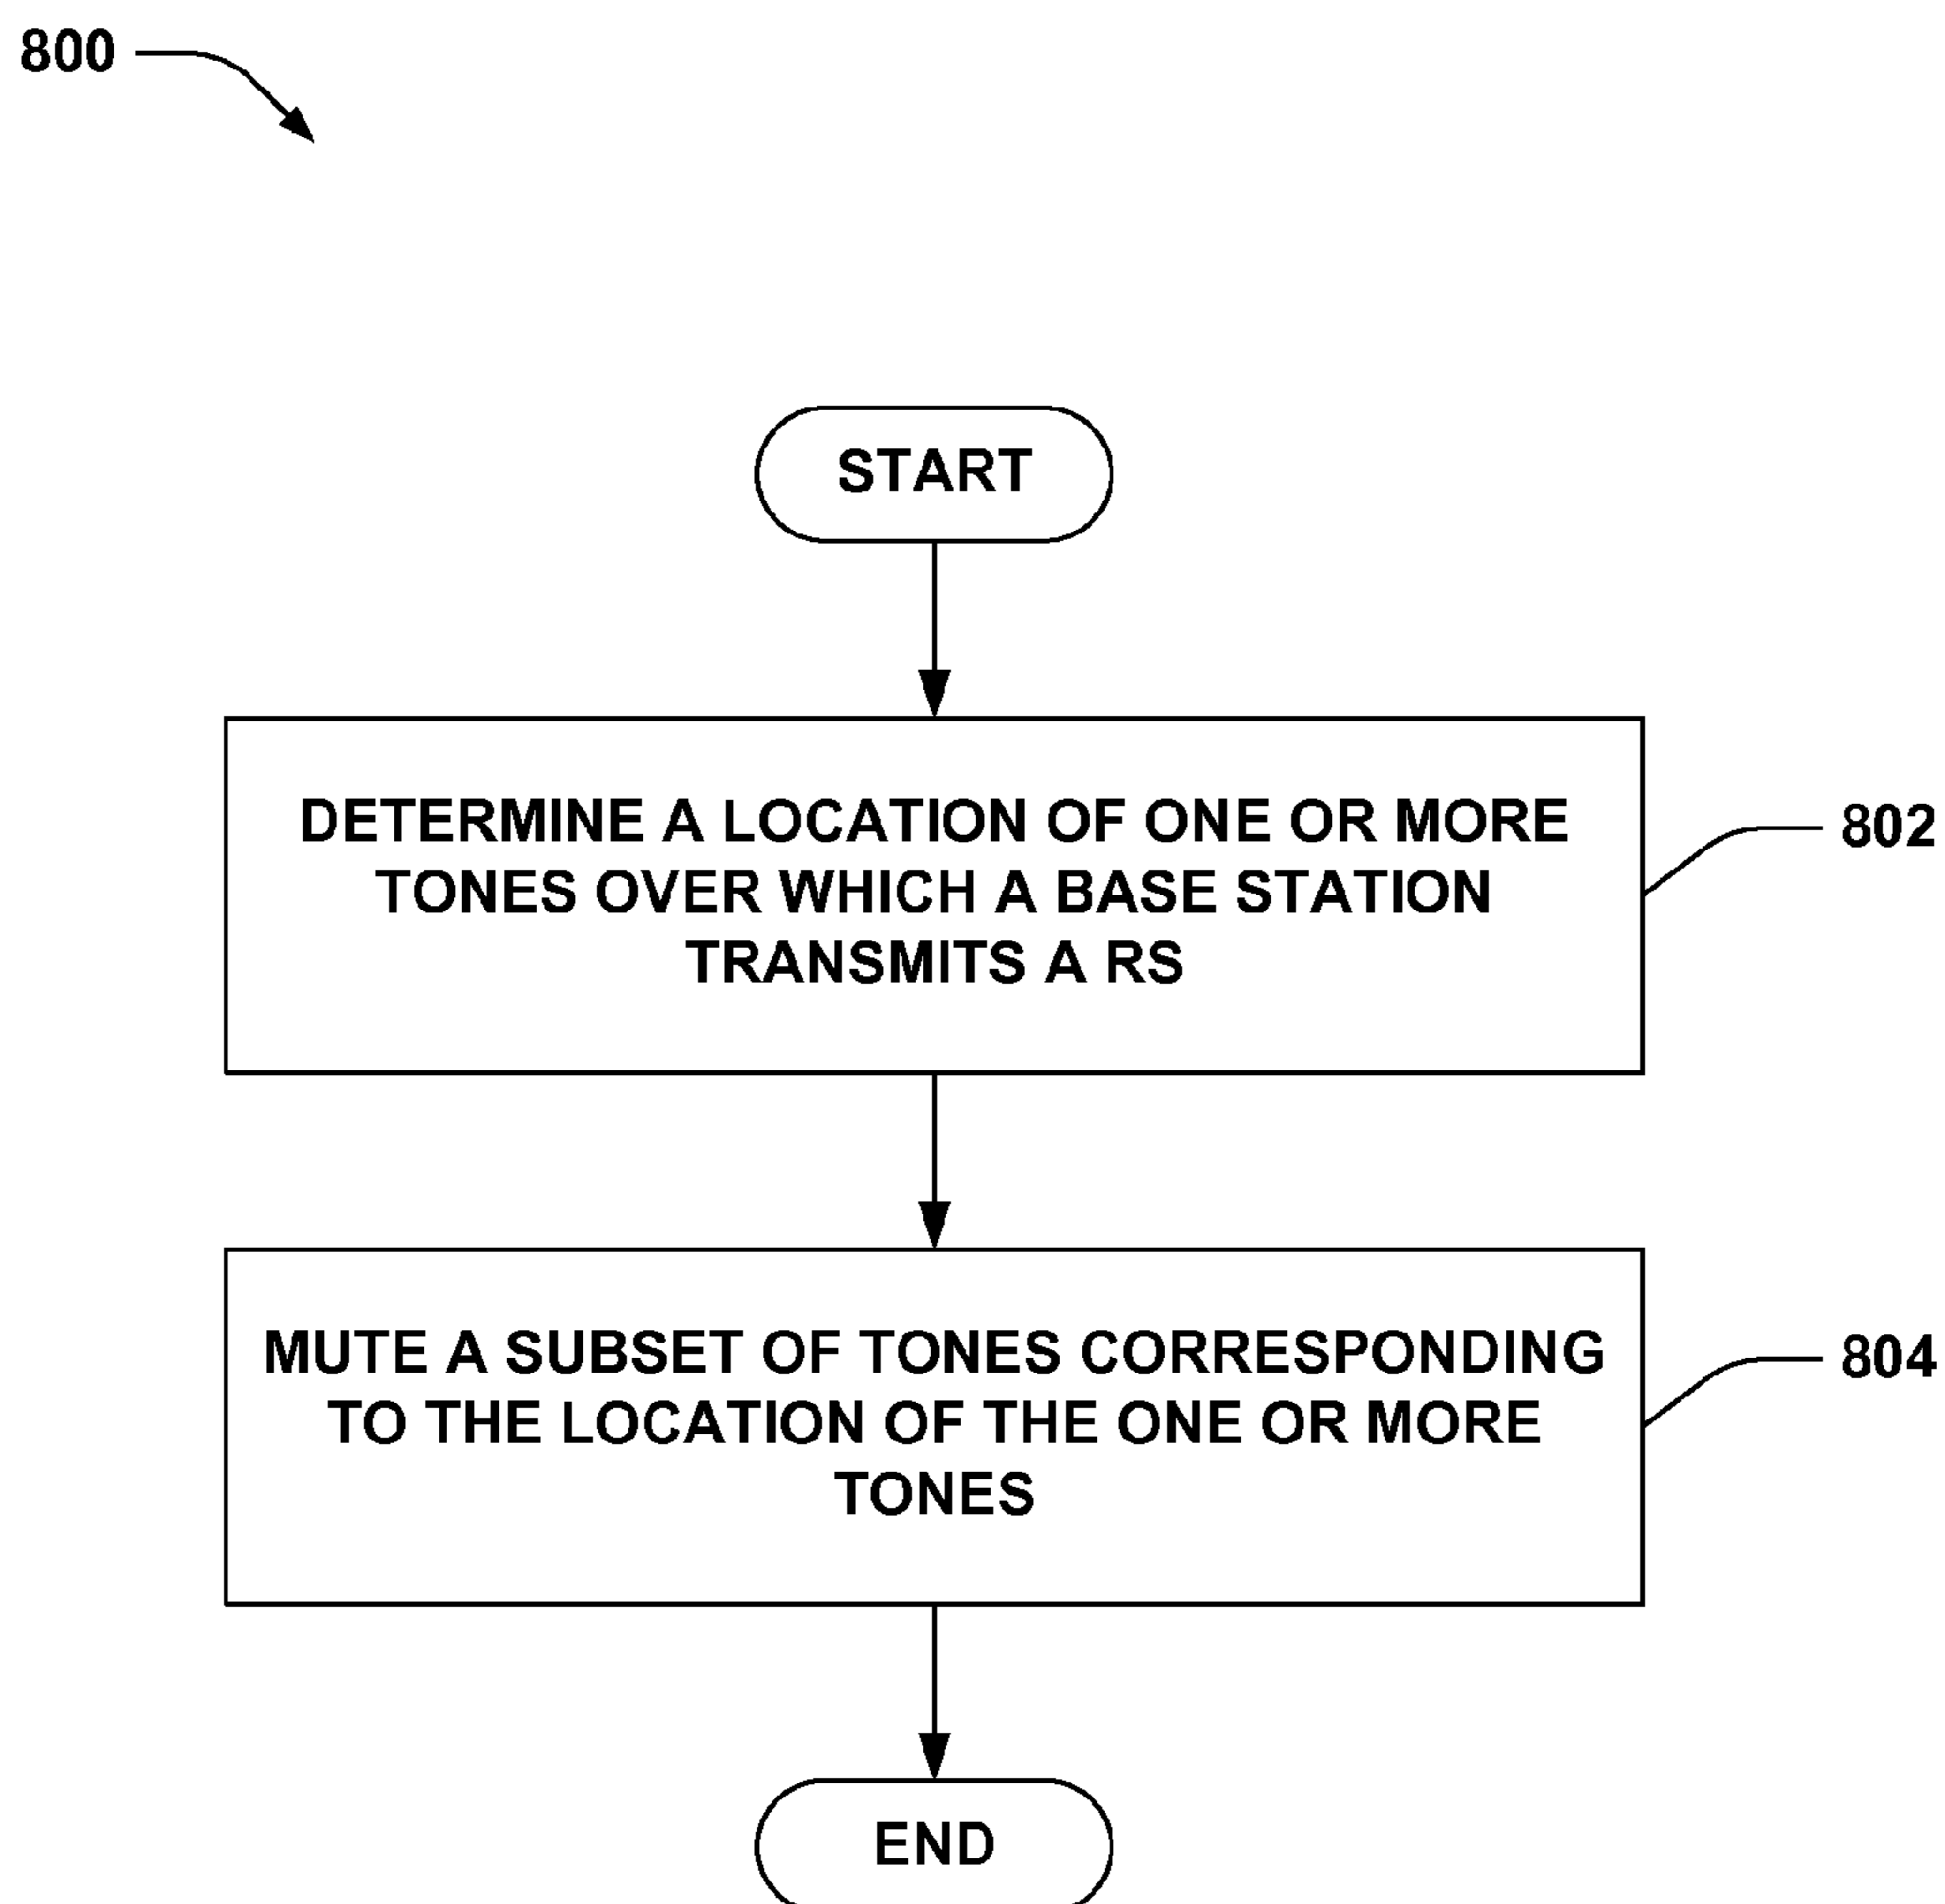 800
START
DETERMINE A LOCATION OF ONE OR MORE
TONES OVER WHICH A BASE STATION
TRANSMITS A RS
802
MUTE A SUBSET OF TONES CORRESPONDING
TO THE LOCATION OF THE ONE OR MORE
TONES
804
END